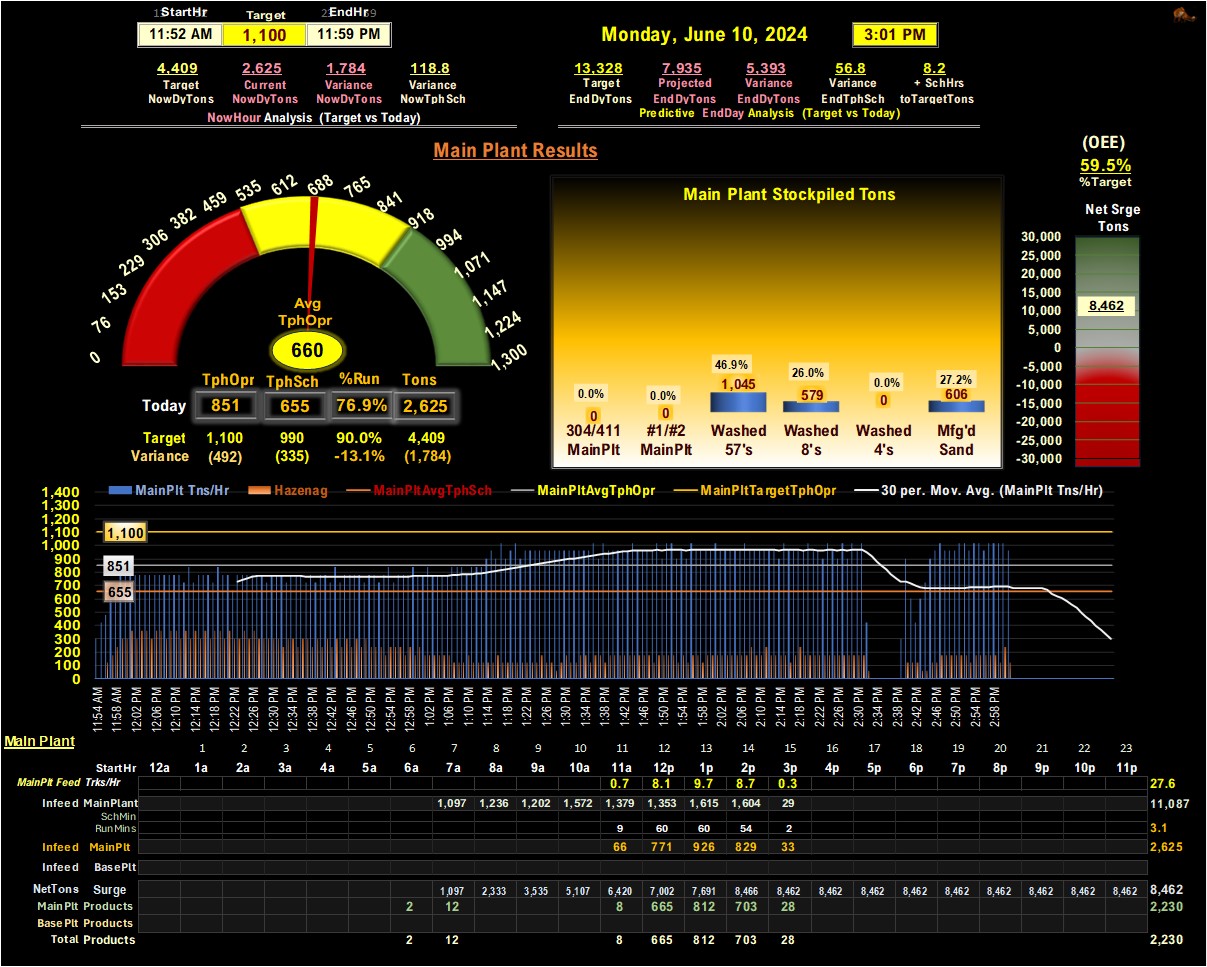 StartHr Target EndHr
11:52 AM 1,100 11:59 PM
Monday, June 10, 2024 3:01 PM
4,409 2,625 1,784 118.8
Target Current Variance Variance
NowDyTons NowDyTons NowDyTons NowTphSch
NowHour Analysis (Target vs Today)
13,328 7,935 5,393 56.8 8.2
Target Projected Variance Variance + SchHrs
EndDyTons EndDyTons EndDyTons EndTphSch toTargetTons
Predictive EndDay Analysis (Target vs Today)
Main Plant Results
0 76 153 229 306 382 459 535 612 688 765 841 918 994 1,071 1,147 1,224 1,300
Avg
TphOpr
660
TphOpr TphSch %Run Tons
Today 851 655 76.9% 2,625
Target 1,100 990 90.0% 4,409
Variance (492) (335) -13.1% (1,784)
Main Plant Stockpiled Tons
0.0% 0.0% 46.9% 26.0% 0.0% 27.2%
0 0 1,045 579 0 606
304/411 #1/#2 Washed Washed Washed Mfg'd
MainPlt MainPlt 57's 8's 4's Sand
(OEE)
59.5%
%Target
Net Srge
Tons
30,000
25,000
20,000
15,000
10,000
8,462
5,000
0
-5,000
-10,000
-15,000
-20,000
-25,000
-30,000
MainPlt Tns/Hr Hazenag MainPltAvgTphSch MainPltAvgTphOpr MainPltTargetTphOpr 30 per. Mov. Avg. (MainPlt Tns/Hr)
1,400
1,300
1,200
1,100
1,000
900
800
700
600
500
400
300
200
100
0
1,100
851
655
11:54 AM 11:58 AM 12:02 PM 12:06 PM 12:10 PM 12:14 PM 12:18 PM 12:22 PM 12:26 PM 12:30 PM 12:34 PM 12:38 PM 12:42 PM 12:46 PM 12:50 PM 12:54 PM 12:58 PM 1:02 PM 1:06 PM 1:10 PM 1:14 PM 1:18 PM 1:22 PM 1:26 PM 1:30 PM 1:34 PM 1:38 PM 1:42 PM 1:46 PM 1:50 PM 1:54 PM 1:58 PM 2:02 PM 2:06 PM 2:10 PM 2:14 PM 2:18 PM 2:22 PM 2:26 PM 2:30 PM 2:34 PM 2:38 PM 2:42 PM 2:46 PM 2:50 PM 2:54 PM 2:58 PM
Main Plant
1 2 3 4 5 6 7 8 9 10 11 12 13 14 15 16 17 18 19 20 21 22 23
StartHr 12a 1a 2a 3a 4a 5a 6a 7a 8a 9a 10a 11a 12p 1p 2p 3p 4p 5p 6p 7p 8p 9p 10p 11p
MainPlt Feed Trks/Hr 0.7 8.1 9.7 8.7 0.3 27.6
Infeed MainPlant 1,097 1,236 1,202 1,572 1,379 1,353 1,615 1,604 29 11,087
SchMin
RunMins 9 60 60 54 2 3.1
Infeed MainPlt 66 771 926 829 33 2,625
Infeed BasePlt
NetTons Surge 1,097 2,333 3,535 5,107 6,420 7,002 7,691 8,466 8,462 8,462 8,462 8,462 8,462 8,462 8,462 8,462 8,462 8,462
MainPlt Products 2 12 8 665 812 703 28 2,230
BasePlt Products
Total Products 2 12 8 665 812 703 28 2,230